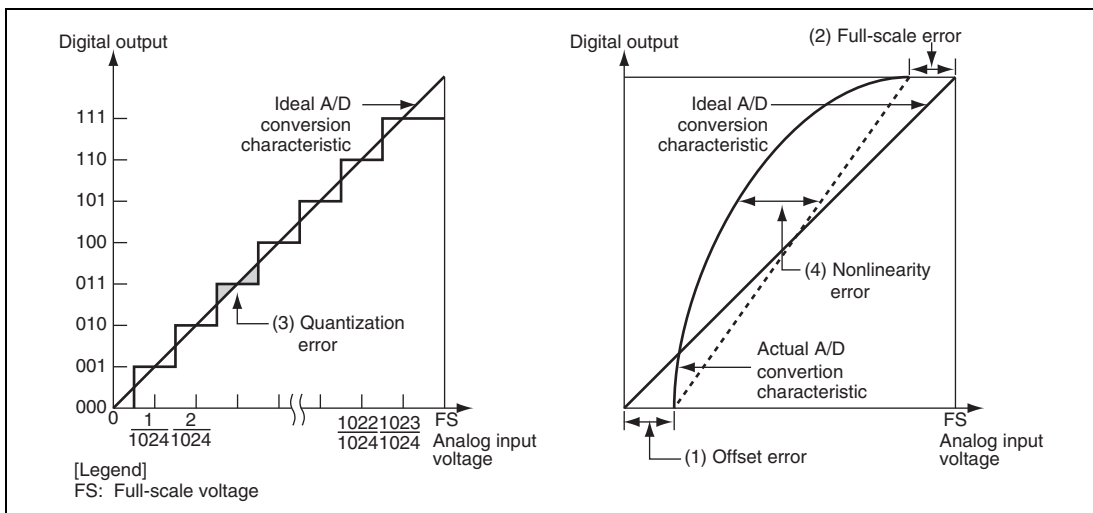 Digital output
Ideal A/D
conversion
characteristic
111
110
101
100
011
010
001
000
(3) Quantization
error
0
1
1024
2
1024
1022
1024
1023
1024
FS
Analog input
voltage
[Legend]
FS: Full-scale voltage
Digital output
(2) Full-scale error
Ideal A/D
conversion
characteristic
(4) Nonlinearity
error
Actual A/D
convertion
characteristic
FS
Analog input
voltage
(1) Offset error